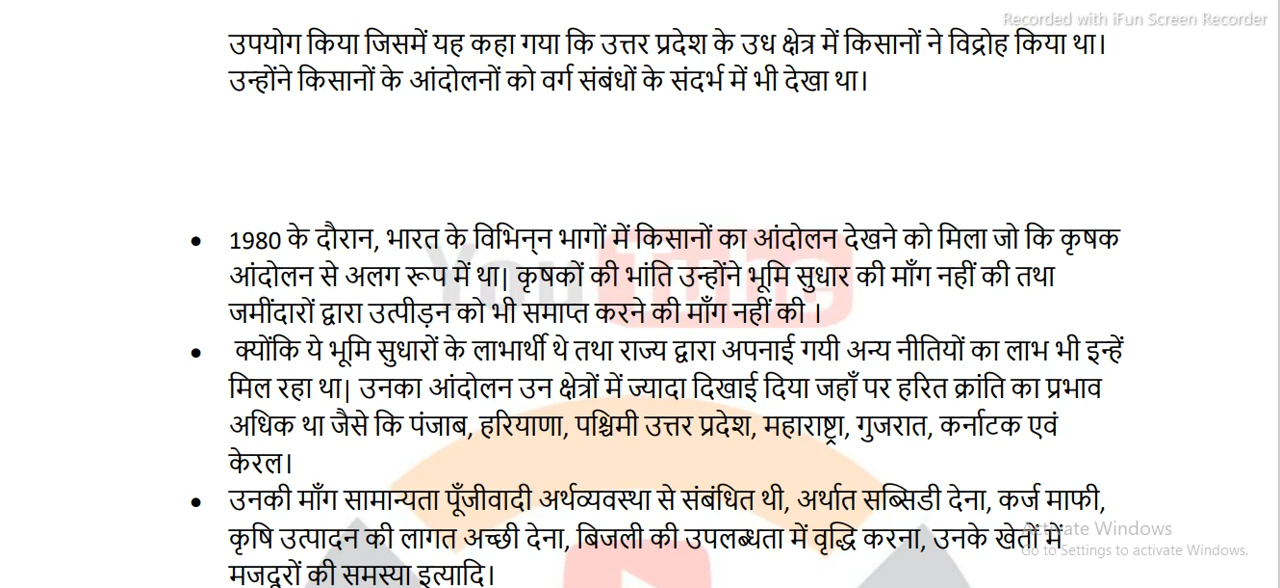 Recorded with iFun Screen Recorder
उपयोग किया जिसमें यह कहा गया कि उत्तर प्रदेश के उध क्षेत्र में किसानों ने विद्रोह किया था।
उन्होंने किसानों के आंदोलनों को वर्ग संबंधों के संदर्भ में भी देखा था।
• 1980 के दौरान, भारत के विभिन्न भागों में किसानों का आंदोलन देखने को मिला जो कि कृषक
आंदोलन से अलग रूप में था| कृषकों की भांति उन्होंने भूमि सुधार की माँग नहीं की तथा
जमींदारों द्वारा उत्पीड़न को भी समाप्त करने की माँग नहीं की ।
• क्योंकि ये भूमि सुधारों के लाभार्थी थे तथा राज्य द्वारा अपनाई गयी अन्य नीतियों का लाभ भी इन्हें
मिल रहा था| उनका आंदोलन उन क्षेत्रों में ज्यादा दिखाई दिया जहाँ पर हरित क्रांति का प्रभाव
अधिक था जैसे कि पंजाब, हरियाणा, पश्चिमी उत्तर प्रदेश, महाराष्ट्रा, गुजरात, कर्नाटक एवं
केरल।
• उनकी माँग सामान्यता पूँजीवादी अर्थव्यवस्था से संबंधित थी, अर्थात सब्सिडी देना, कर्ज माफी,
कृषि उत्पादन की लागत अच्छी देना, बिजली की उपलब्धता में वृद्धि करना, उनके खेतों में
मजदूरों की समस्या इत्यादि।
YouTube
Activate Windows
Go to Settings to activate Windows.